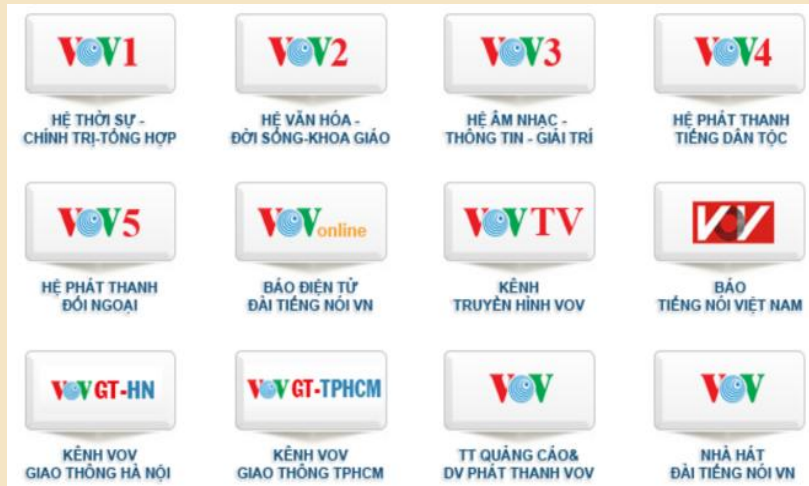 VOV1
VOV2
VOV3
VOV4
HỆ THỜI SỰ -
CHÍNH TRỊ-TỔNG HỢP
HỆ VĂN HÓA -
ĐỜI SỐNG-KHOA GIÁO
HỆ ÂM NHẠC -
THÔNG TIN - GIẢI TRÍ
HỆ PHÁT THANH
TIẾNG DÂN TỘC
VOV5
VOVonline
VOVTV
VOV
HỆ PHÁT THANH
ĐỐI NGOẠI
BÁO ĐIỆN TỬ
ĐÀI TIẾNG NÓI VN
KÊNH
TRUYỀN HÌNH VOV
BÁO
TIẾNG NÓI VIỆT NAM
VOV GT-HN
VOV GT-TPHCM
VOV
VOV
KÊNH VOV
GIAO THÔNG HÀ NỘI
KÊNH VOV
GIAO THÔNG TPHCM
TT QUẢNG CÁO&
DV PHÁT THANH VOV
NHÀ HÁT
ĐÀI TIẾNG NÓI VN